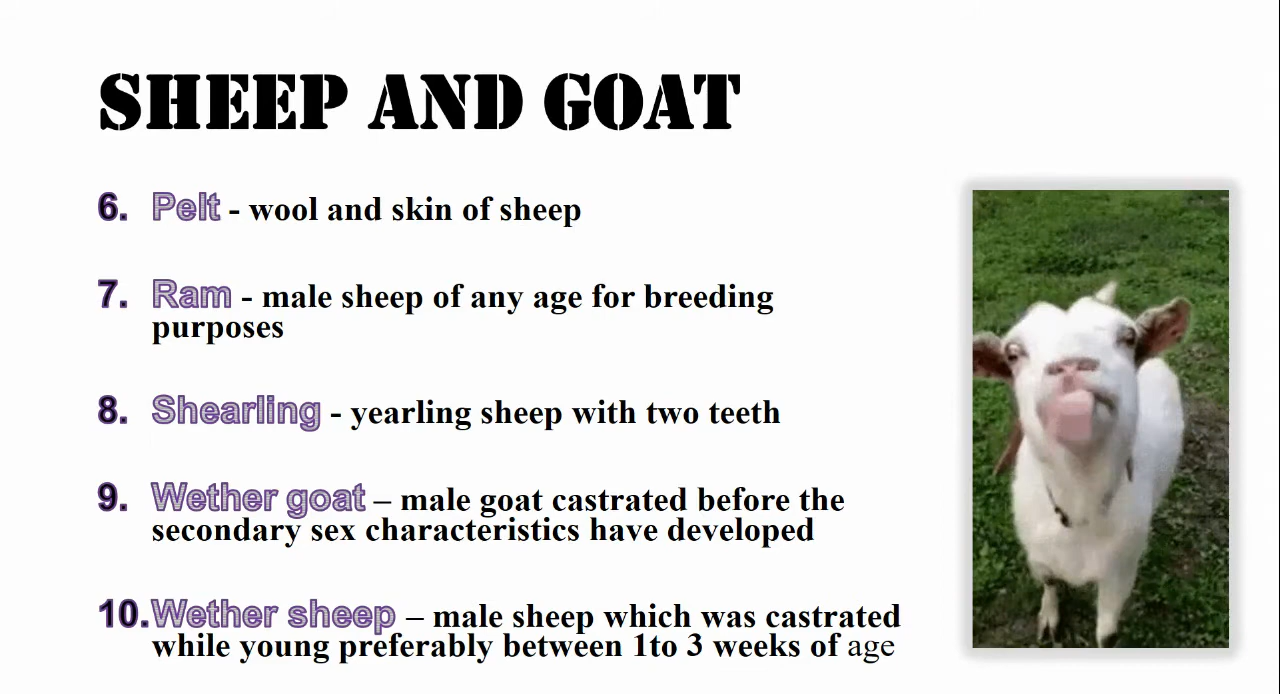 SHEEP AND GOAT
6. Pelt - wool and skin of sheep
7. Ram - male sheep of any age for breeding
purposes
8. Shearling - yearling sheep with two teeth
9. Wether goat – male goat castrated before the
secondary sex characteristics have developed
10.Wether sheep – male sheep which was castrated
while young preferably between 1to 3 weeks of age